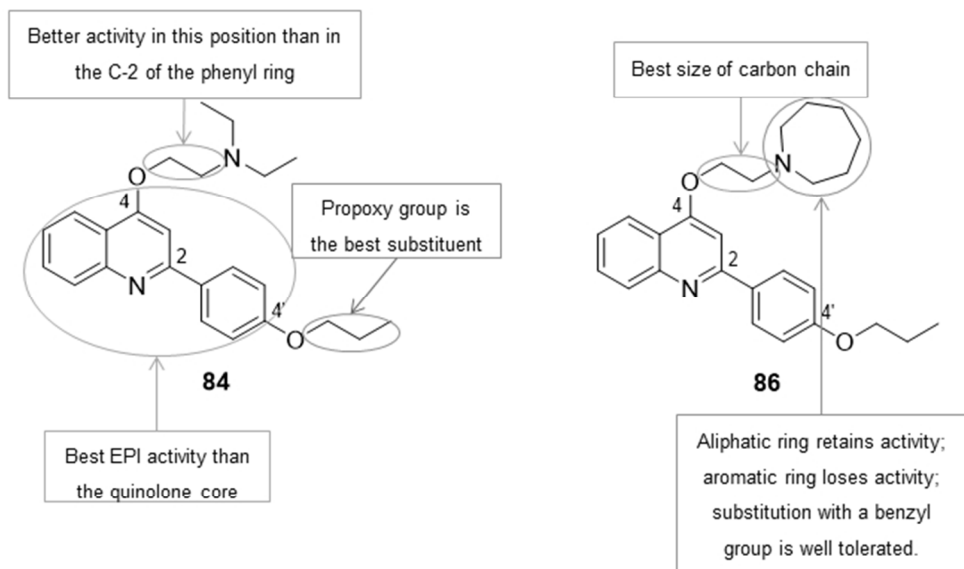 Better activity in this position than in
the C-2 of the phenyl ring
N
O
4
2
N
4'
O
84
Propoxy group is
the best substituent
Best EPI activity than
the quinolone core
Best size of carbon chain
N
O
4
2
N
4'
O
86
Aliphatic ring retains activity;
aromatic ring loses activity;
substitution with a benzyl
group is well tolerated.